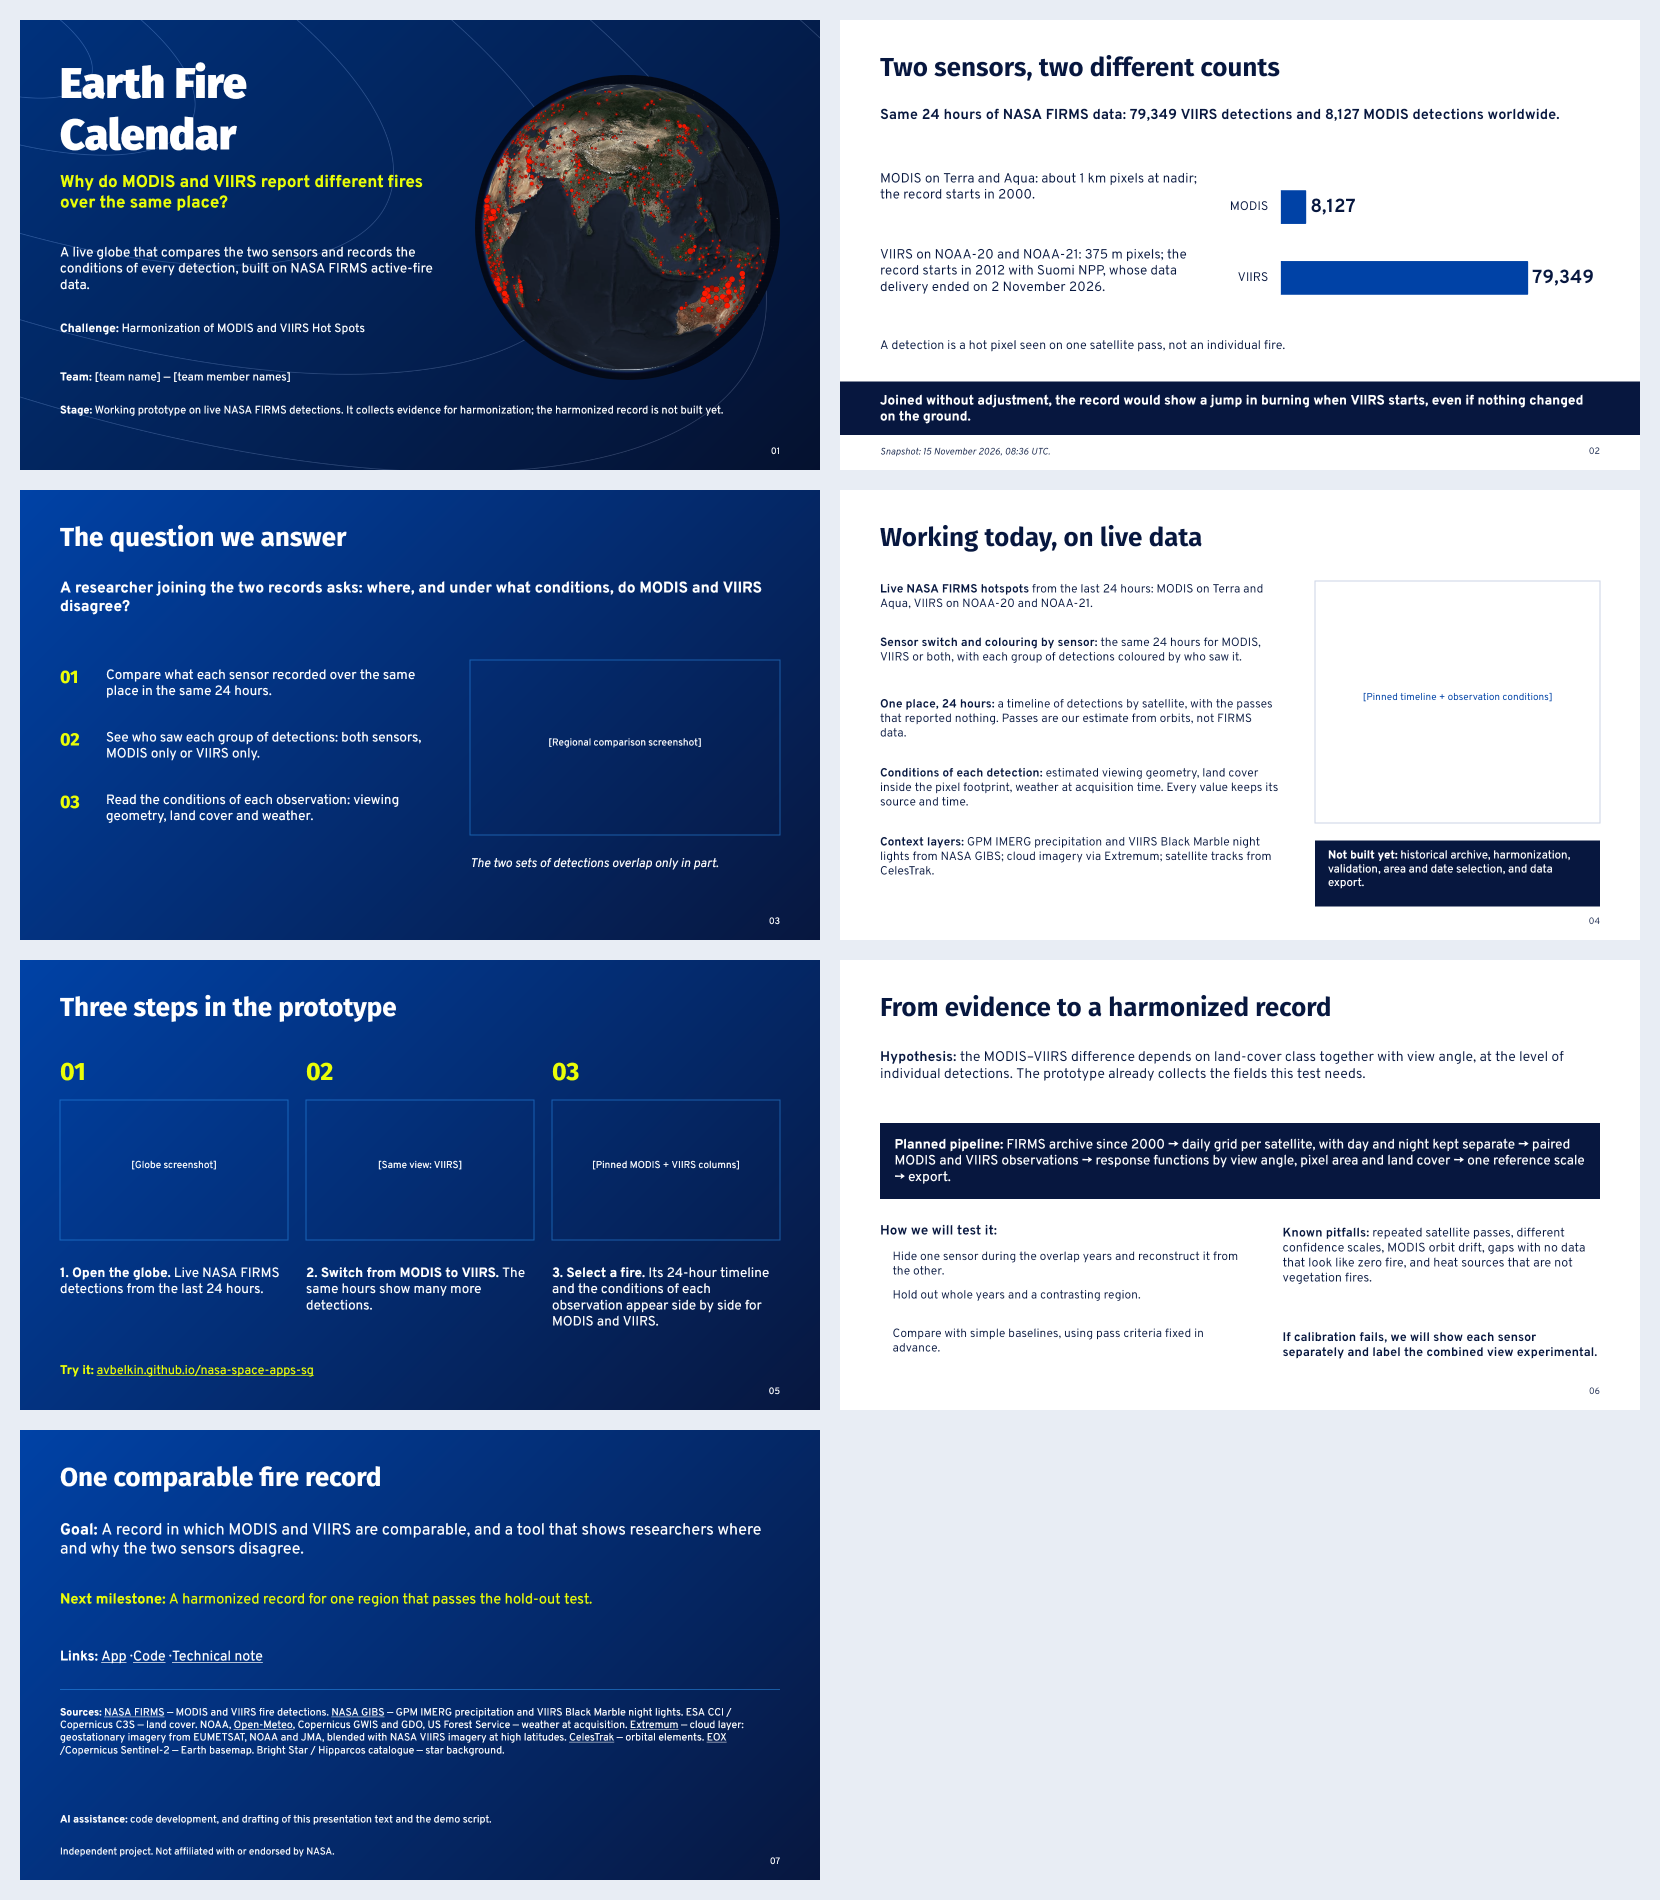 Earth Fire
Calendar
Why do MODIS and VIIRS report different fires
over the same place?
A live globe that compares the two sensors and records the
conditions of every detection, built on NASA FIRMS active-fire
data.
Challenge: Harmonization of MODIS and VIIRS Hot Spots
Team: [team name] – [team member names]
Stage: Working prototype on live NASA FIRMS detections. It collects evidence for harmonization; the harmonized record is not built yet.
01
Two sensors, two different counts
Same 24 hours of NASA FIRMS data: 79,349 VIIRS detections and 8,127 MODIS detections worldwide.
MODIS on Terra and Aqua: about 1 km pixels at nadir;
the record starts in 2000.
VIIRS on NOAA-20 and NOAA-21: 375 m pixels; the
record starts in 2012 with Suomi NPP, whose data
delivery ended on 2 November 2026.
MODIS
8,127
VIIRS
79,349
A detection is a hot pixel seen on one satellite pass, not an individual fire.
Joined without adjustment, the record would show a jump in burning when VIIRS starts, even if nothing changed
on the ground.
Snapshot: 15 November 2026, 08:36 UTC.
02
The question we answer
A researcher joining the two records asks: where, and under what conditions, do MODIS and VIIRS
disagree?
01
Compare what each sensor recorded over the same
place in the same 24 hours.
02
See who saw each group of detections: both sensors,
MODIS only or VIIRS only.
03
Read the conditions of each observation: viewing
geometry, land cover and weather.
[Regional comparison screenshot]
The two sets of detections overlap only in part.
03
Working today, on live data
Live NASA FIRMS hotspots from the last 24 hours: MODIS on Terra and
Aqua, VIIRS on NOAA-20 and NOAA-21.
Sensor switch and colouring by sensor: the same 24 hours for MODIS,
VIIRS or both, with each group of detections coloured by who saw it.
One place, 24 hours: a timeline of detections by satellite, with the passes
that reported nothing. Passes are our estimate from orbits, not FIRMS
data.
Conditions of each detection: estimated viewing geometry, land cover
inside the pixel footprint, weather at acquisition time. Every value keeps its
source and time.
Context layers: GPM IMERG precipitation and VIIRS Black Marble night
lights from NASA GIBS; cloud imagery via Extremum; satellite tracks from
CelesTrak.
[Pinned timeline + observation conditions]
Not built yet: historical archive, harmonization,
validation, area and date selection, and data
export.
04
Three steps in the prototype
01
02
03
[Globe screenshot]
[Same view: VIIRS]
[Pinned MODIS + VIIRS columns]
1. Open the globe. Live NASA FIRMS
detections from the last 24 hours.
2. Switch from MODIS to VIIRS. The
same hours show many more
detections.
3. Select a fire. Its 24-hour timeline
and the conditions of each
observation appear side by side for
MODIS and VIIRS.
Try it: avbelkin.github.io/nasa-space-apps-sg
05
From evidence to a harmonized record
Hypothesis: the MODIS–VIIRS difference depends on land-cover class together with view angle, at the level of
individual detections. The prototype already collects the fields this test needs.
Planned pipeline: FIRMS archive since 2000 → daily grid per satellite, with day and night kept separate → paired
MODIS and VIIRS observations → response functions by view angle, pixel area and land cover → one reference scale
→ export.
How we will test it:
Hide one sensor during the overlap years and reconstruct it from
the other.
Hold out whole years and a contrasting region.
Compare with simple baselines, using pass criteria fixed in
advance.
Known pitfalls: repeated satellite passes, different
confidence scales, MODIS orbit drift, gaps with no data
that look like zero fire, and heat sources that are not
vegetation fires.
If calibration fails, we will show each sensor
separately and label the combined view experimental.
06
One comparable fire record
Goal: A record in which MODIS and VIIRS are comparable, and a tool that shows researchers where
and why the two sensors disagree.
Next milestone: A harmonized record for one region that passes the hold-out test.
Links: App ·Code ·Technical note
Sources: NASA FIRMS – MODIS and VIIRS fire detections. NASA GIBS – GPM IMERG precipitation and VIIRS Black Marble night lights. ESA CCI /
Copernicus C3S – land cover. NOAA, Open-Meteo, Copernicus GWIS and GDO, US Forest Service – weather at acquisition. Extremum – cloud layer:
geostationary imagery from EUMETSAT, NOAA and JMA, blended with NASA VIIRS imagery at high latitudes. CelesTrak – orbital elements. EOX
/Copernicus Sentinel-2 – Earth basemap. Bright Star / Hipparcos catalogue – star background.
AI assistance: code development, and drafting of this presentation text and the demo script.
Independent project. Not affiliated with or endorsed by NASA.
07